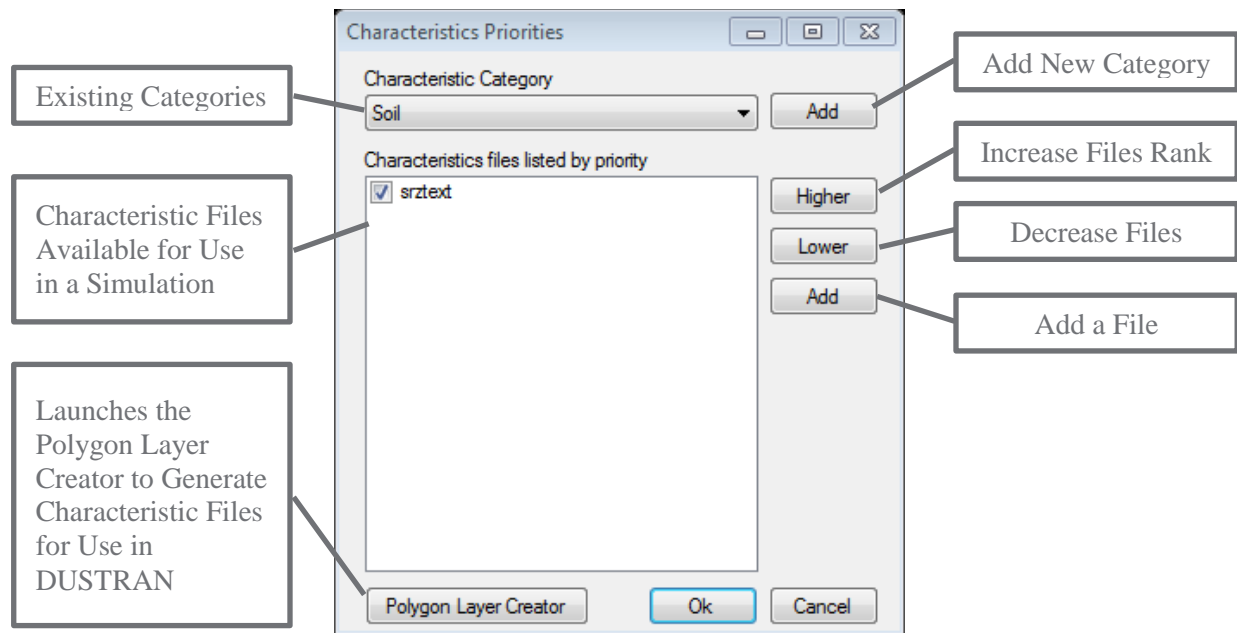 Characteristics Priorities
Existing Categories
Characteristic Category
Soil
Add
Add New Category
Characteristics files listed by priority
srztext
Higher
Increase Files Rank
Characteristic Files
Available for Use
in a Simulation
Lower
Decrease Files
Add
Add a File
Launches the
Polygon Layer
Creator to Generate
Characteristic Files
for Use in
DUSTRAN
Polygon Layer Creator
Ok
Cancel